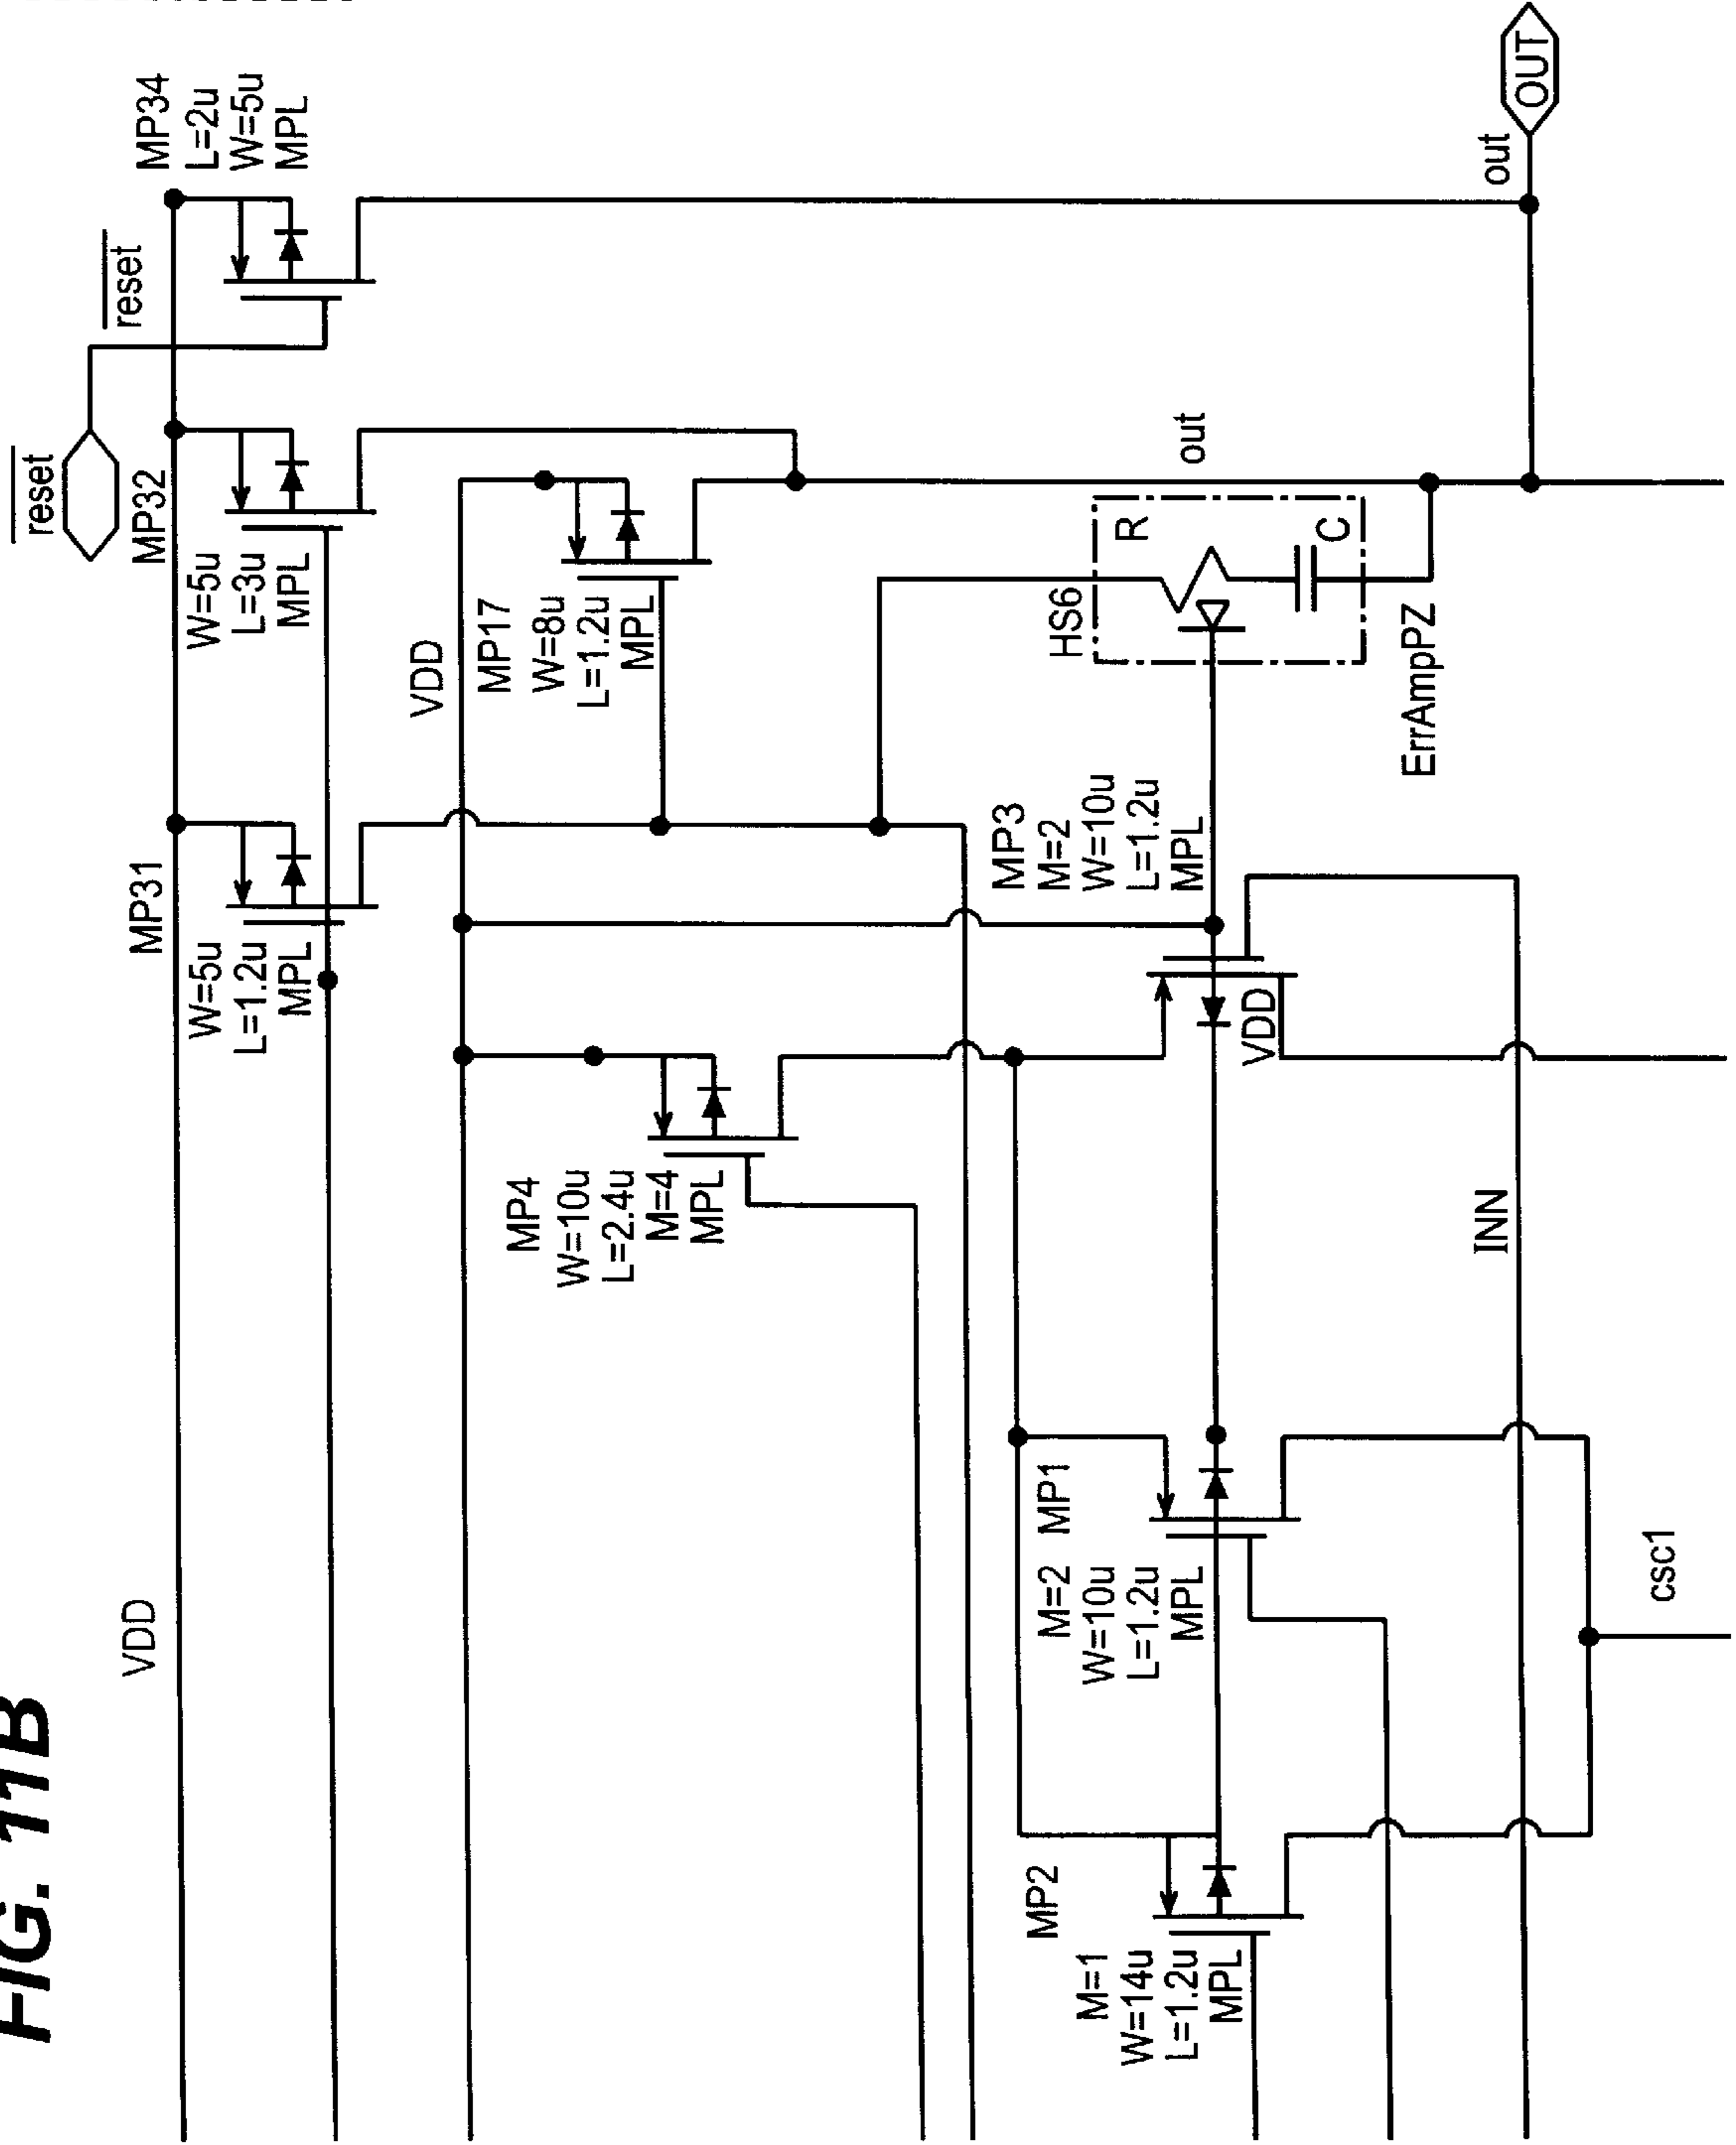 FIG. 11B
VDD
MP31
W=5u
L=1.2u
MPL
reset
MP32
W=5u
L=3u
MPL
reset
MP34
L=2u
W=5u
MPL
VDD
MP17
W=8u
L=1.2u
MPL
MP4
W=10u
L=2.4u
M=4
MPL
MP2
M=1
W=14u
L=1.2u
MPL
MP1
M=2
W=10u
L=1.2u
MPL
MP3
M=2
W=10u
L=1.2u
MPL
VDD
HS6
R
C
ErrAmpPZ
out
out
OUT
INN
csc1